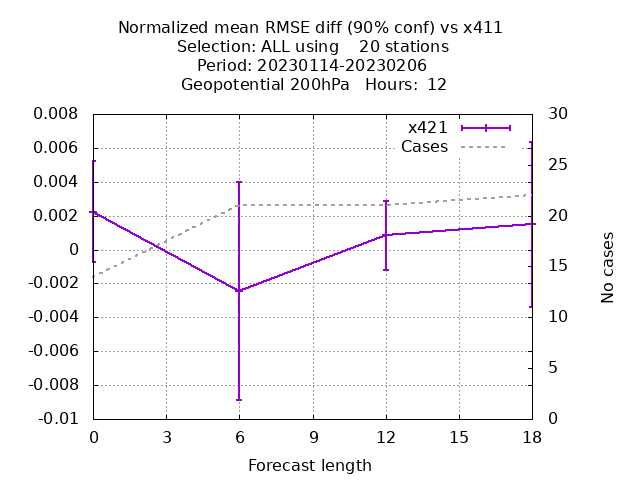 Normalized mean RMSE diff (90% conf) vs x411
Selection: ALL using    20 stations
Period: 20230114-20230206
Geopotential 200hPa   Hours:  12
x421
Cases
0.008
0.006
0.004
0.002
0
-0.002
-0.004
-0.006
-0.008
-0.01
30
25
20
15
10
5
0
No cases
0 3 6 9 12 15 18
Forecast length